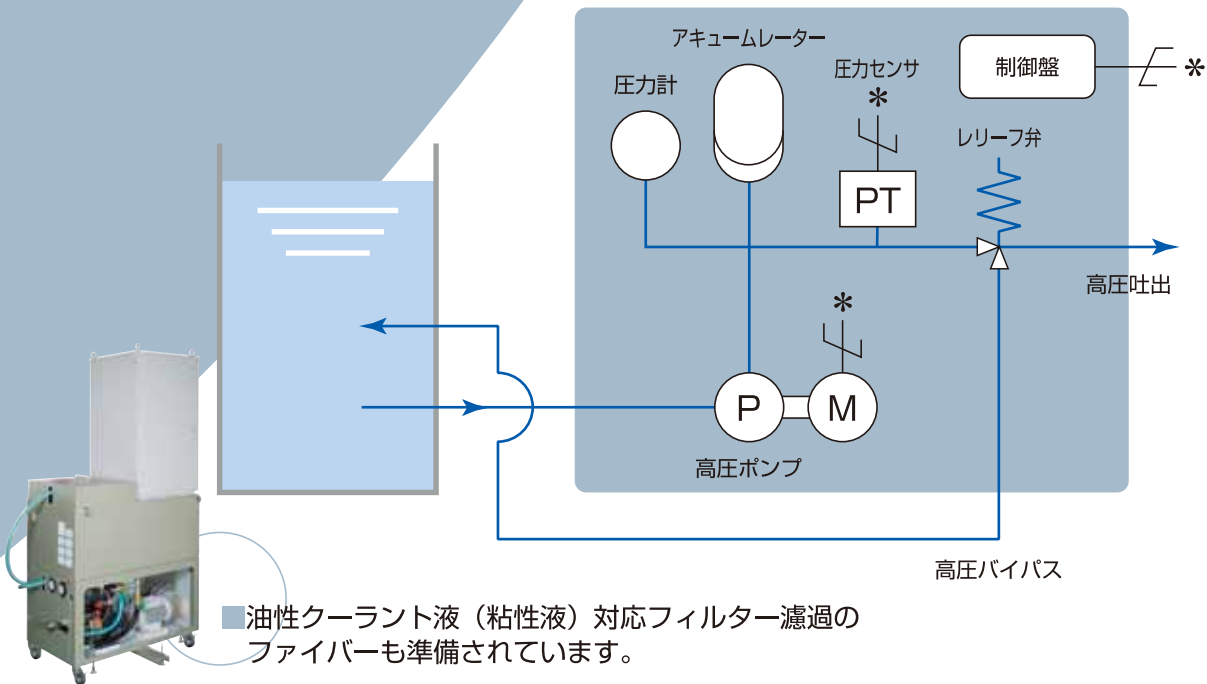 アキュームレーター
圧力計
圧力センサ
*
制御盤
*
レリーフ弁
PT
高圧吐出
*
P
M
高圧ポンプ
高圧バイパス
■油性クーラント液（粘性液）対応フィルター濾過の
ファイバーも準備されています。